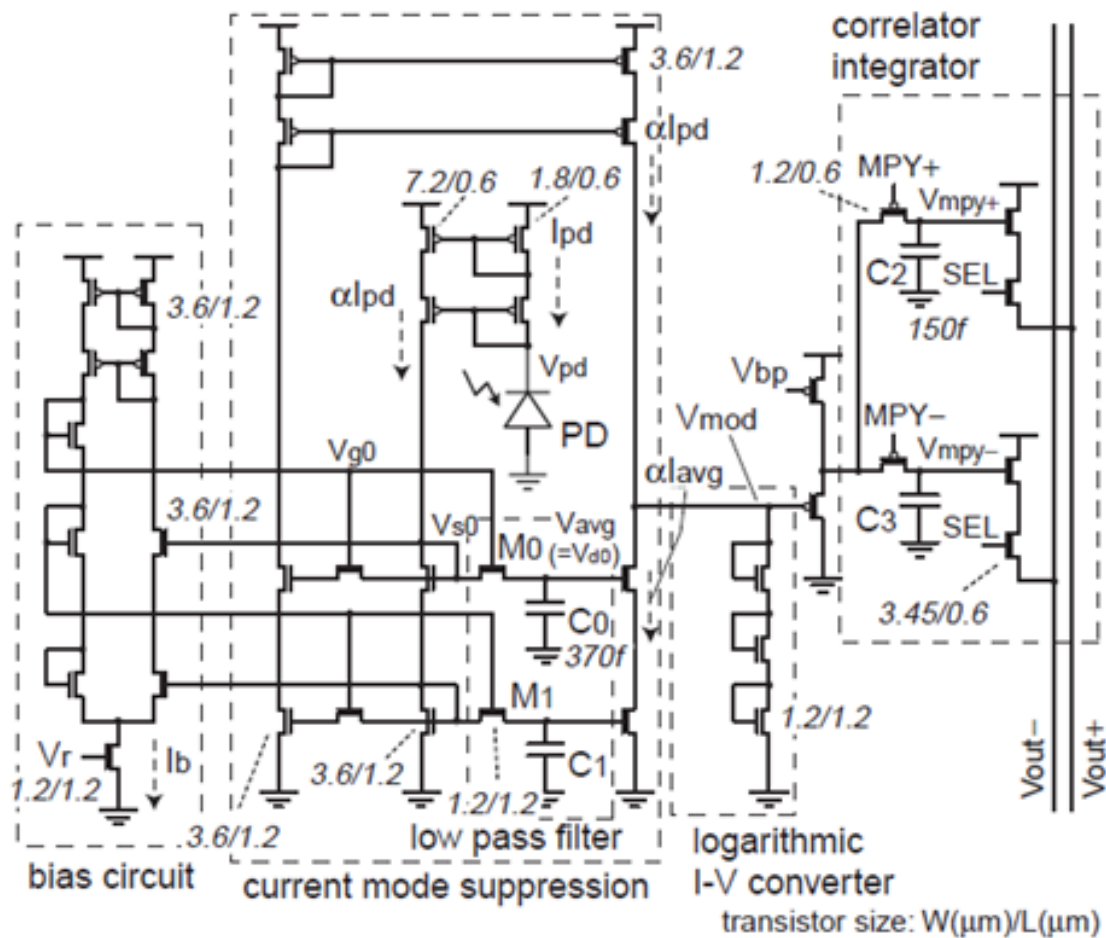 correlator
integrator
3.6/1.2
αIpd
MPY+
1.2/0.6
Vmpy+
7.2/0.6
1.8/0.6
Ipd
C2
SEL
150f
3.6/1.2
αIpd
Vpd
Vbp
PD
Vmod
MPY−
Vmpy−
Vg0
αIavg
3.6/1.2
Vs0
Vavg
M0
(=Vd0)
C3
SEL
C0
3.45/0.6
370f
M1
1.2/1.2
Vr
Ib
C1
1.2/1.2
3.6/1.2
1.2/1.2
3.6/1.2
Vout−
Vout+
low pass filter
logarithmic
I-V converter
bias circuit
current mode suppression
transistor size: W(μm)/L(μm)